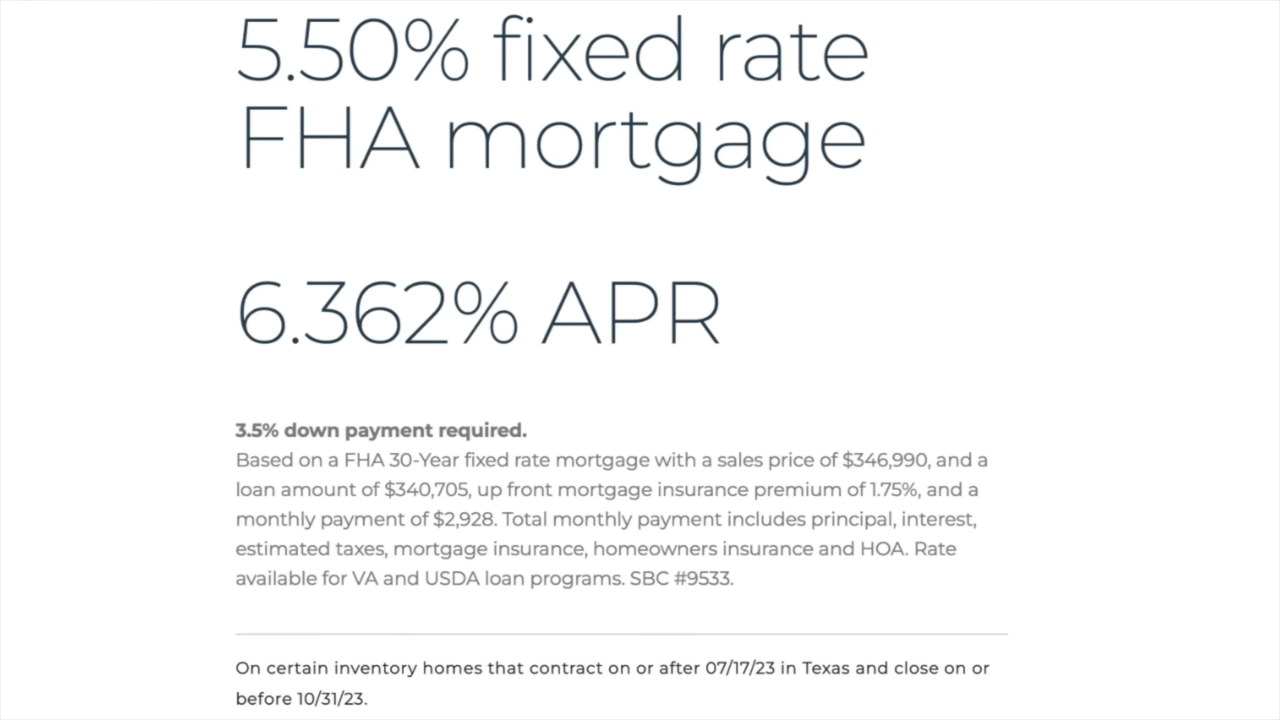 5.50% fixed rate
FHA mortgage
6.362% APR
3.5% down payment required.
Based on a FHA 30-Year fixed rate mortgage with a sales price of $346,990, and a
loan amount of $340,705, up front mortgage insurance premium of 1.75%, and a
monthly payment of $2,928. Total monthly payment includes principal, interest,
estimated taxes, mortgage insurance, homeowners insurance and HOA. Rate
available for VA and USDA loan programs. SBC #9533.
On certain inventory homes that contract on or after 07/17/23 in Texas and close on or
before 10/31/23.